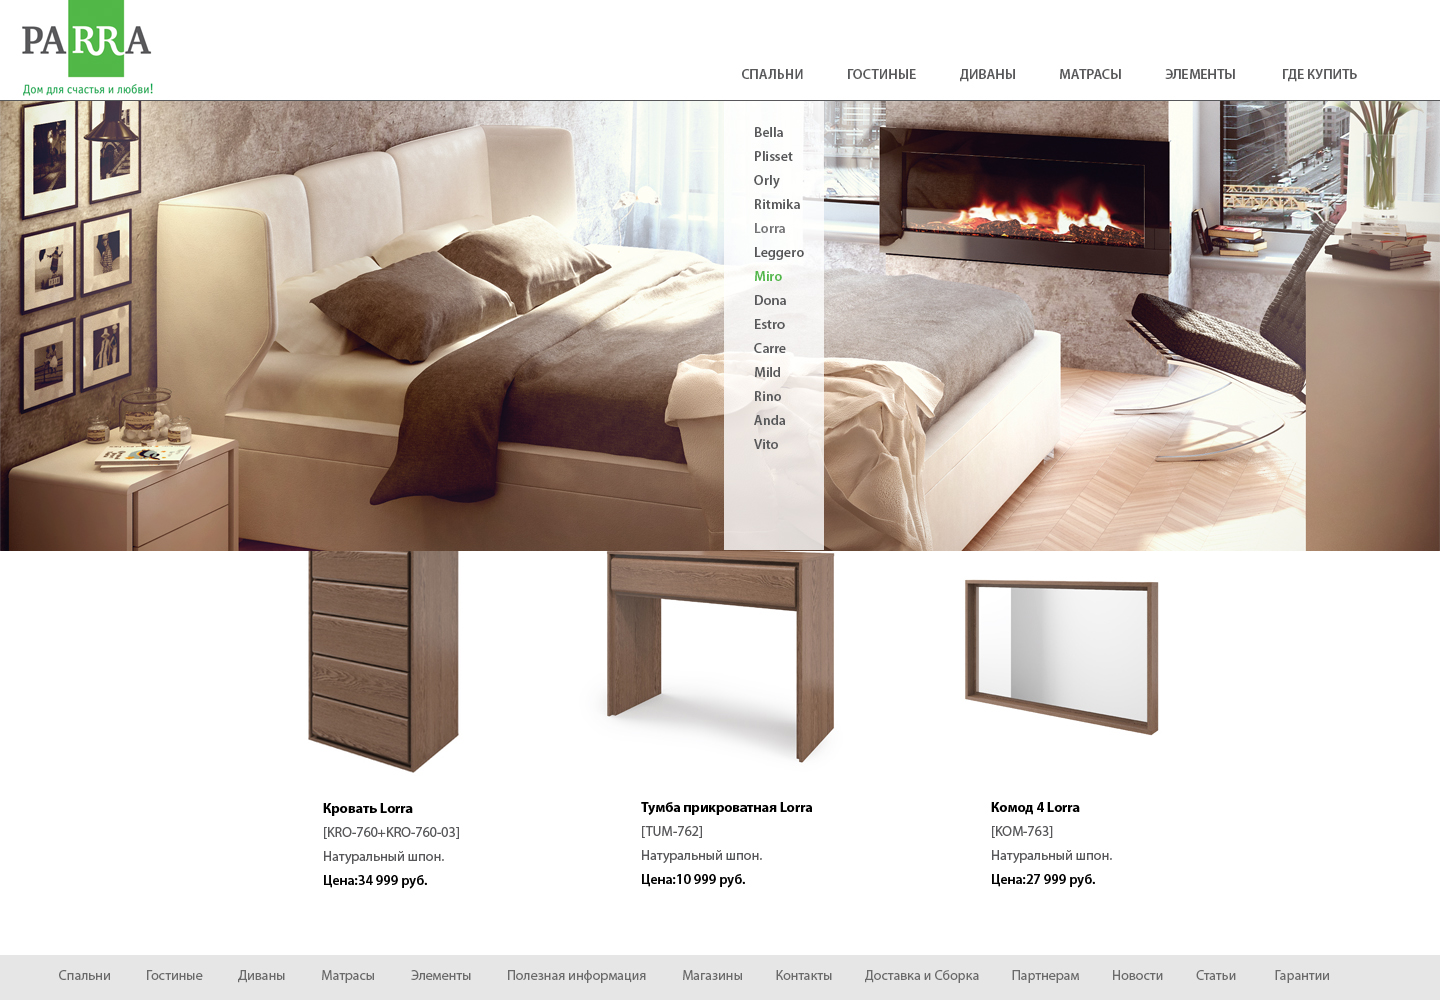 PARRA
Дом для счастья и любви!
СПАЛЬНИ ГОСТИНЫЕ ДИВАНЫ МАТРАСЫ ЭЛЕМЕНТЫ ГДЕ КУПИТЬ
Bella
Plisset
Orly
Ritmika
Lorra
Leggero
Miro
Dona
Estro
Carre
Mild
Rino
Anda
Vito
Кровать Lorra
[KRO-760+KRO-760-03]
Натуральный шпон.
Цена:34 999 руб.
Тумба прикроватная Lorra
[TUM-762]
Натуральный шпон.
Цена:10 999 руб.
Комод 4 Lorra
[KOM-763]
Натуральный шпон.
Цена:27 999 руб.
Спальни Гостиные Диваны Матрасы Элементы Полезная информация Магазины Контакты Доставка и Сборка Партнерам Новости Статьи Гарантии